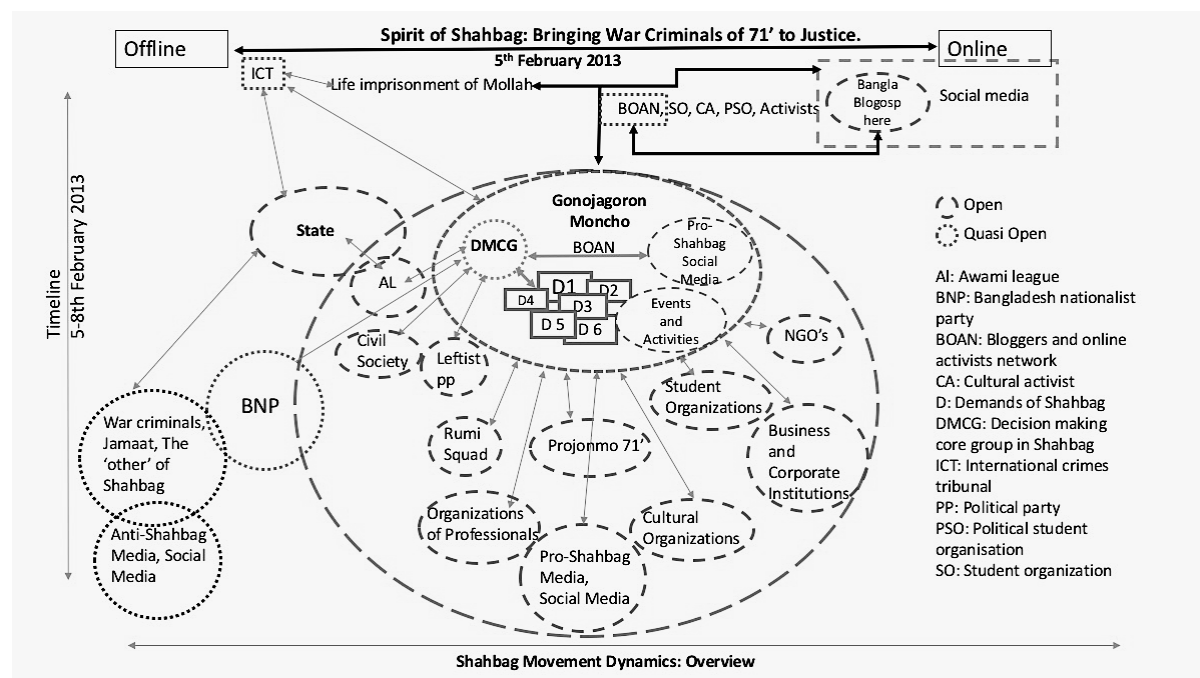 Offline
Spirit of Shahbag: Bringing War Criminals of 71’ to Justice.
Online
5th February 2013
ICT
Life imprisonment of Mollah
BOAN, SO, CA, PSO, Activists
Bangla
Blogosp
here
Social media
Timeline
5-8th February 2013
State
AL
Gonojagoron
Moncho
DMCG
BOAN
Pro-
Shahbag
Social
Media
D1
D2
D4
D3
D 5
D 6
Events
and
Activities
Civil
Society
Leftist
pp
NGO’s
BNP
Student
Organizations
Rumi
Squad
Projonmo 71’
Business
and
Corporate
Institutions
War criminals,
Jamaat, The
‘other’ of
Shahbag
Organizations
of Professionals
Cultural
Organizations
Anti-Shahbag
Media, Social
Media
Pro-Shahbag
Media,
Social Media
Open
Quasi Open
Al: Awami league
BNP: Bangladesh nationalist
party
BOAN: Bloggers and online
activists network
CA: Cultural activist
D: Demands of Shahbag
DMCG: Decision making
core group in Shahbag
ICT: International crimes
tribunal
PP: Political party
PSO: Political student
organisation
SO: Student organization
Shahbag Movement Dynamics: Overview